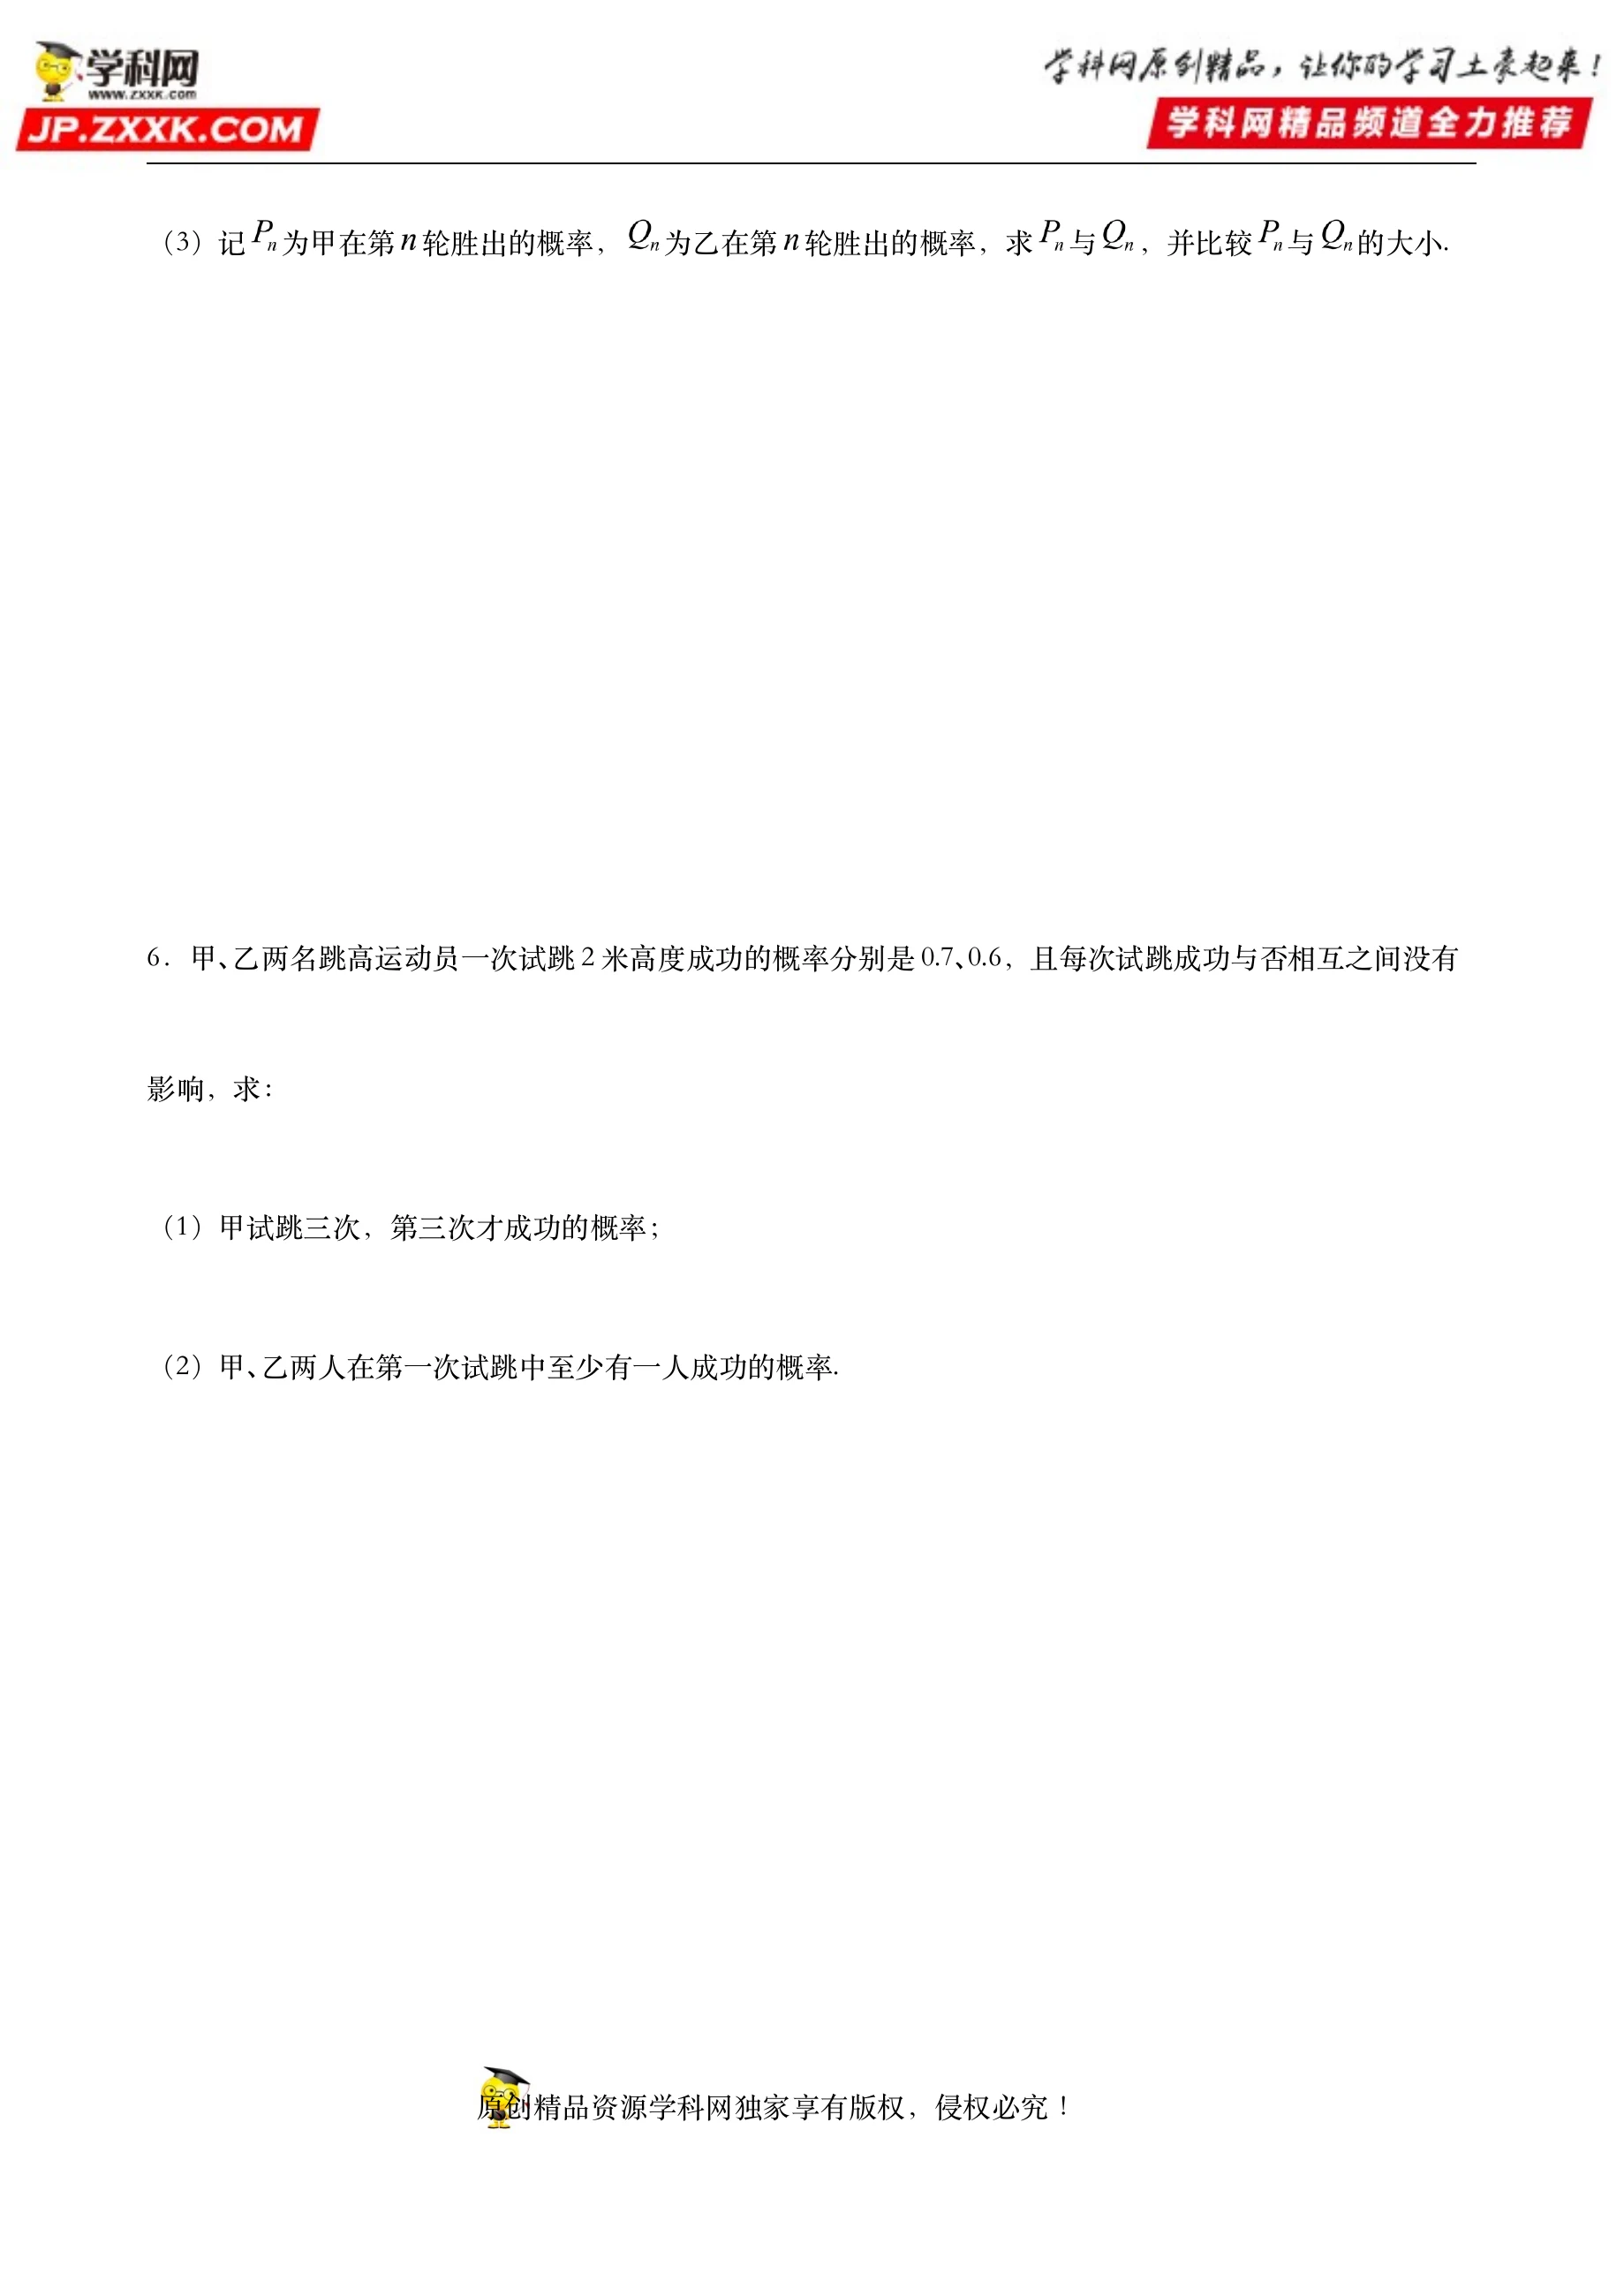 学科网
www.zxxk.com
JP.ZXXK.COM
学科网原创精品，让你的学习土豪起来！
学科网精品频道全力推荐
（3）记Pn为甲在第n轮胜出的概率，Qn为乙在第n轮胜出的概率，求Pn与Qn，并比较Pn与Qn的大小.
6．甲、乙两名跳高运动员一次试跳2米高度成功的概率分别是0.7、0.6，且每次试跳成功与否相互之间没有
影响，求：
（1）甲试跳三次，第三次才成功的概率；
（2）甲、乙两人在第一次试跳中至少有一人成功的概率.
原创精品资源学科网独家享有版权，侵权必究！